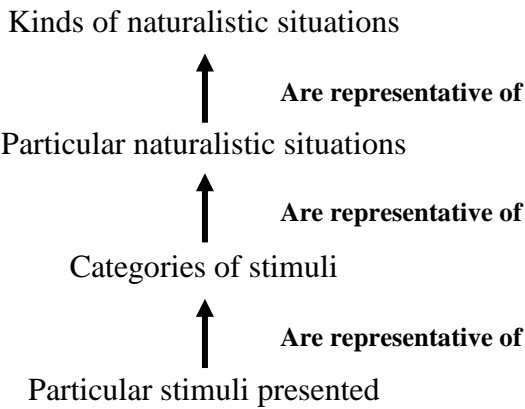 Kinds of naturalistic situations
Are representative of
Particular naturalistic situations
Are representative of
Categories of stimuli
Are representative of
Particular stimuli presented